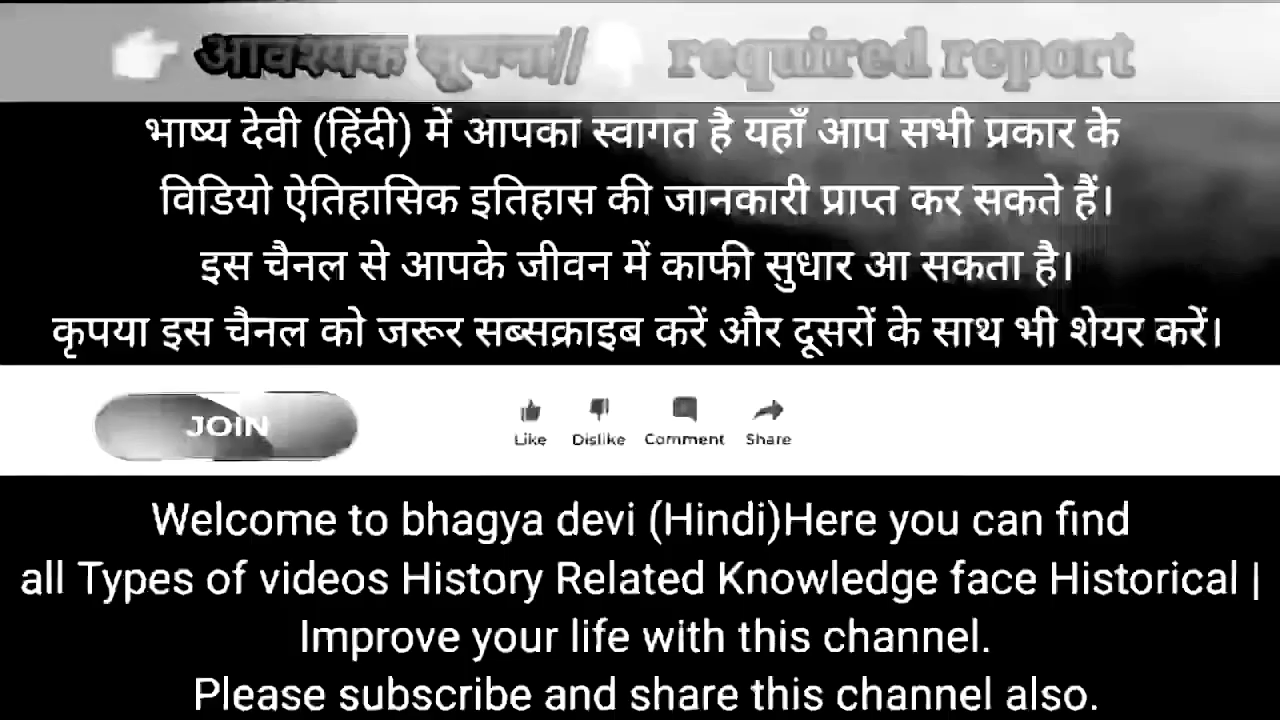 आवश्यक सूचना// required report
भाष्य देवी (हिंदी) में आपका स्वागत है यहाँ आप सभी प्रकार के
विडियो ऐतिहासिक इतिहास की जानकारी प्राप्त कर सकते हैं।
इस चैनल से आपके जीवन में काफी सुधार आ सकता है।
कृपया इस चैनल को जरूर सब्सक्राइब करें और दूसरों के साथ भी शेयर करें।
JOIN
Like Dislike Comment Share
Welcome to bhagya devi (Hindi)Here you can find
all Types of videos History Related Knowledge face Historical |
Improve your life with this channel.
Please subscribe and share this channel also.